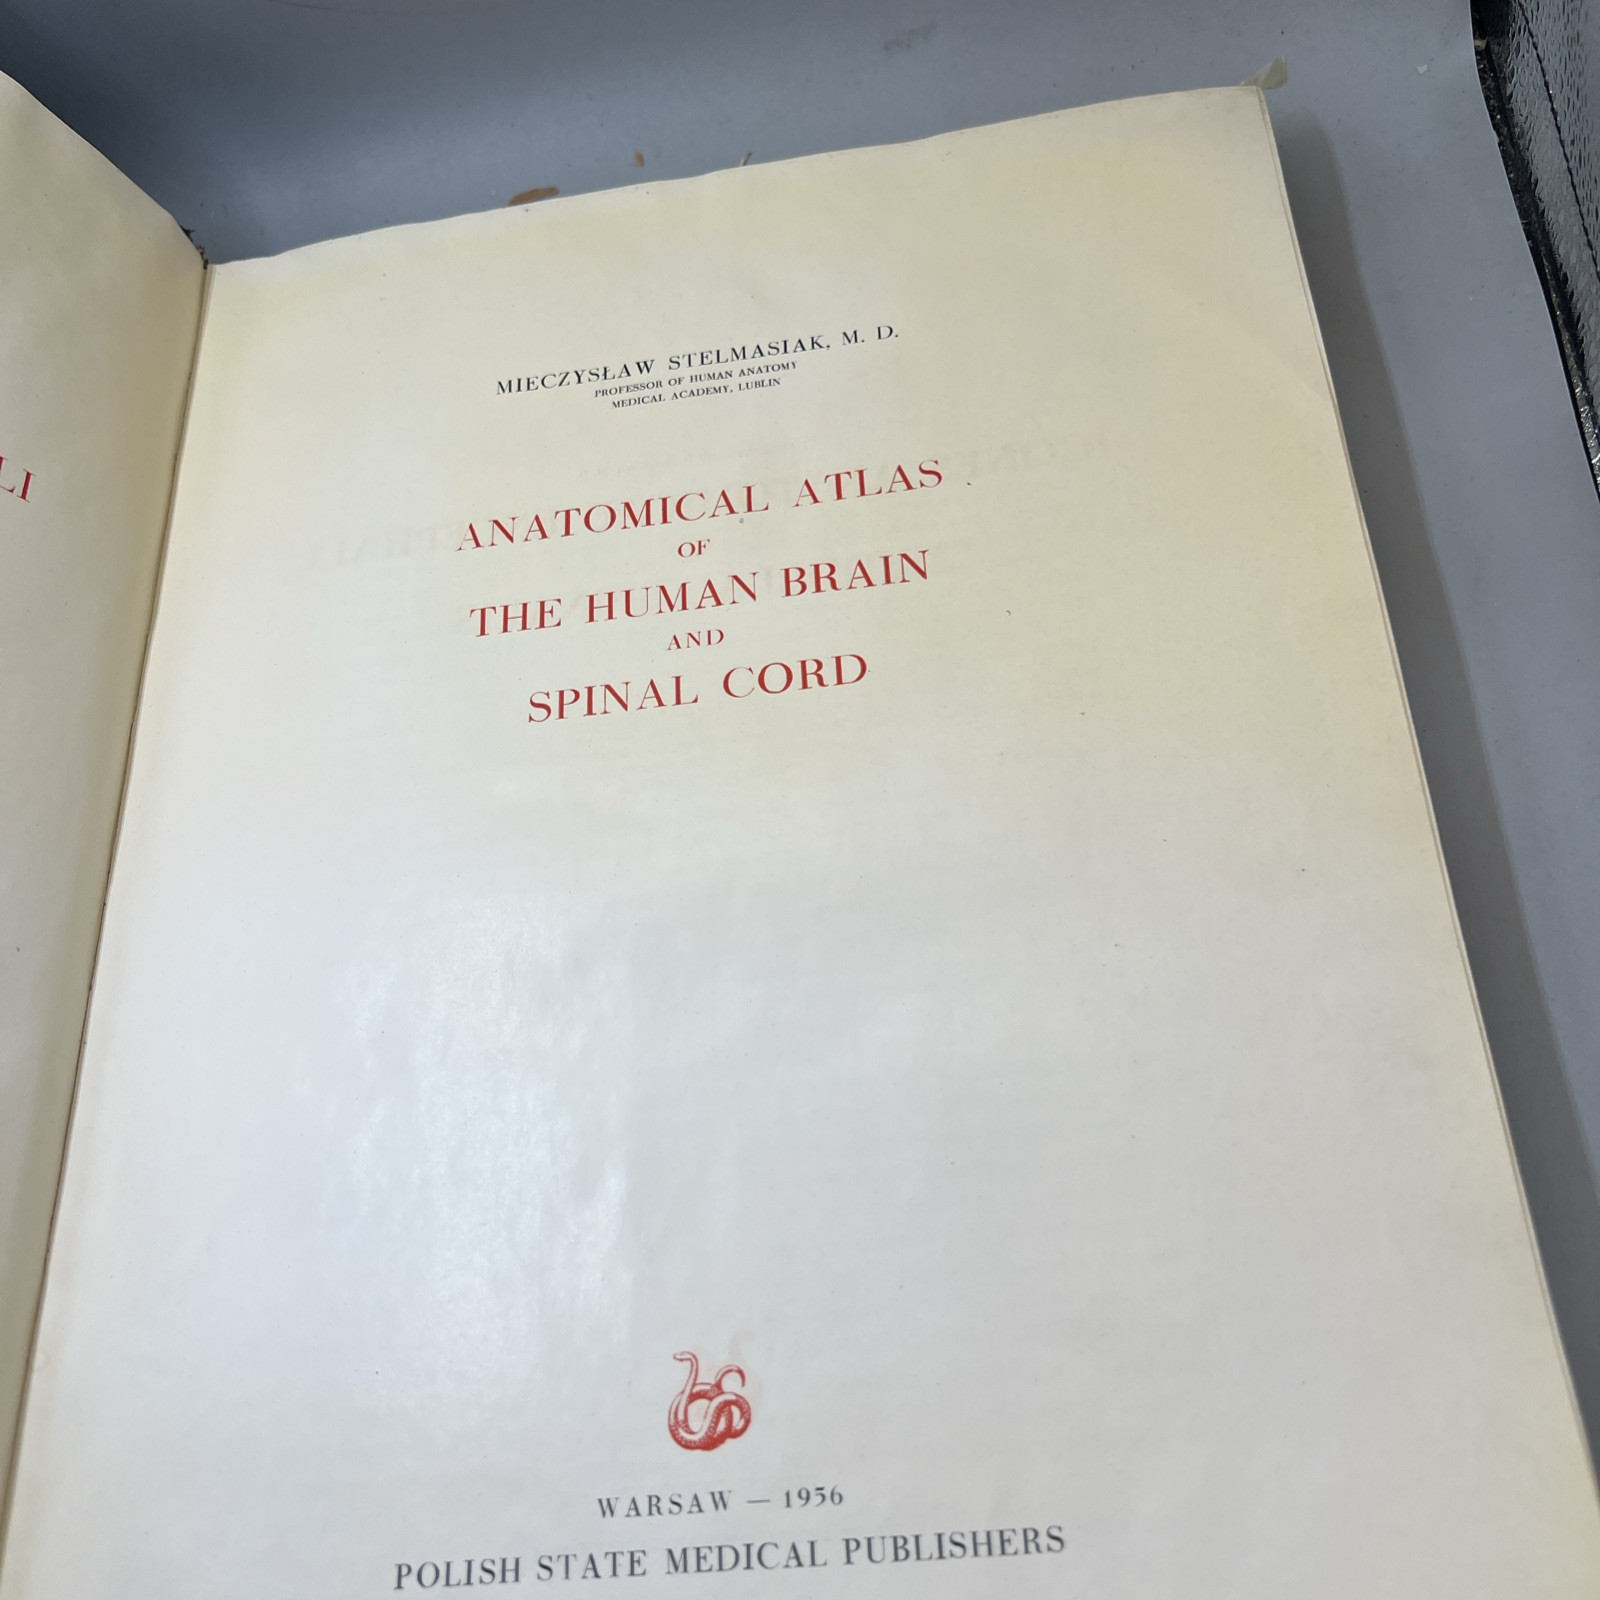 LI
MIECZYSŁAW STELMASIAK, M. D.
PROFESSOR OF HUMAN ANATOMY
MEDICAL ACADEMY, LUBLIN
ANATOMICAL ATLAS
OF
THE HUMAN BRAIN
AND
SPINAL CORD
WARSAW — 1956
POLISH STATE MEDICAL PUBLISHERS